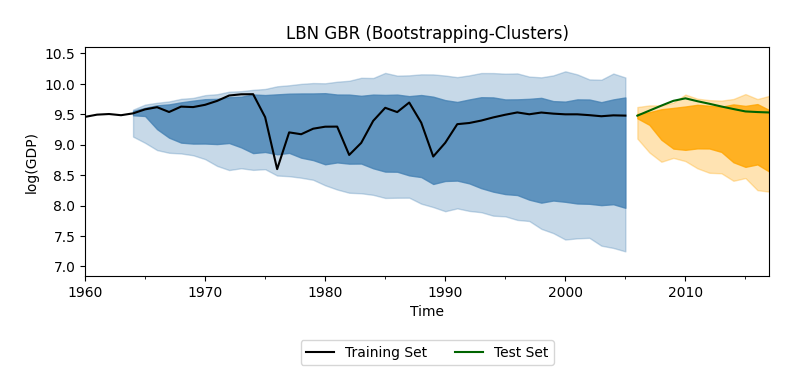 LBN GBR (Bootstrapping-Clusters)
10.5
10.0
9.5
9.0
8.5
8.0
7.5
7.0
log(GDP)
1960 1970 1980 1990 2000 2010
Time
Training Set Test Set